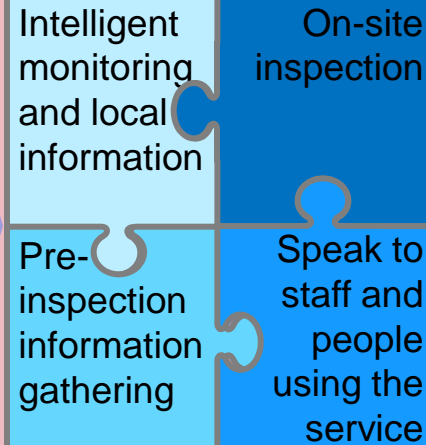 Intelligent
monitoring
and local
information
On-site
inspection
Pre-
inspection
information
gathering
Speak to
staff and
people
using the
service